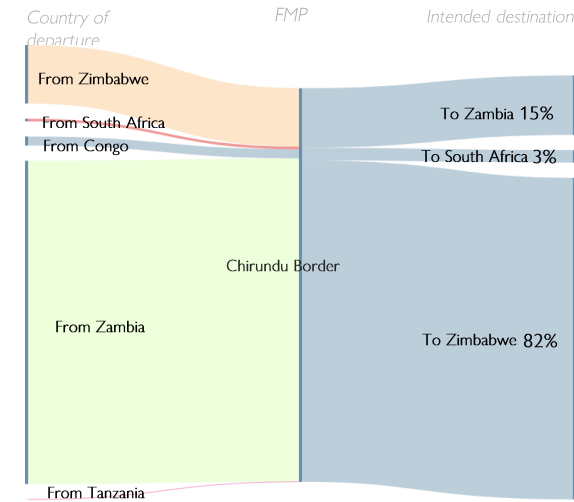 Country of departure
FMP
Intended destination
From Zimbabwe
From South Africa
From Congo
From Zambia
From Tanzania
Chirundu Border
To Zambia 15%
To South Africa 3%
To Zimbabwe 82%